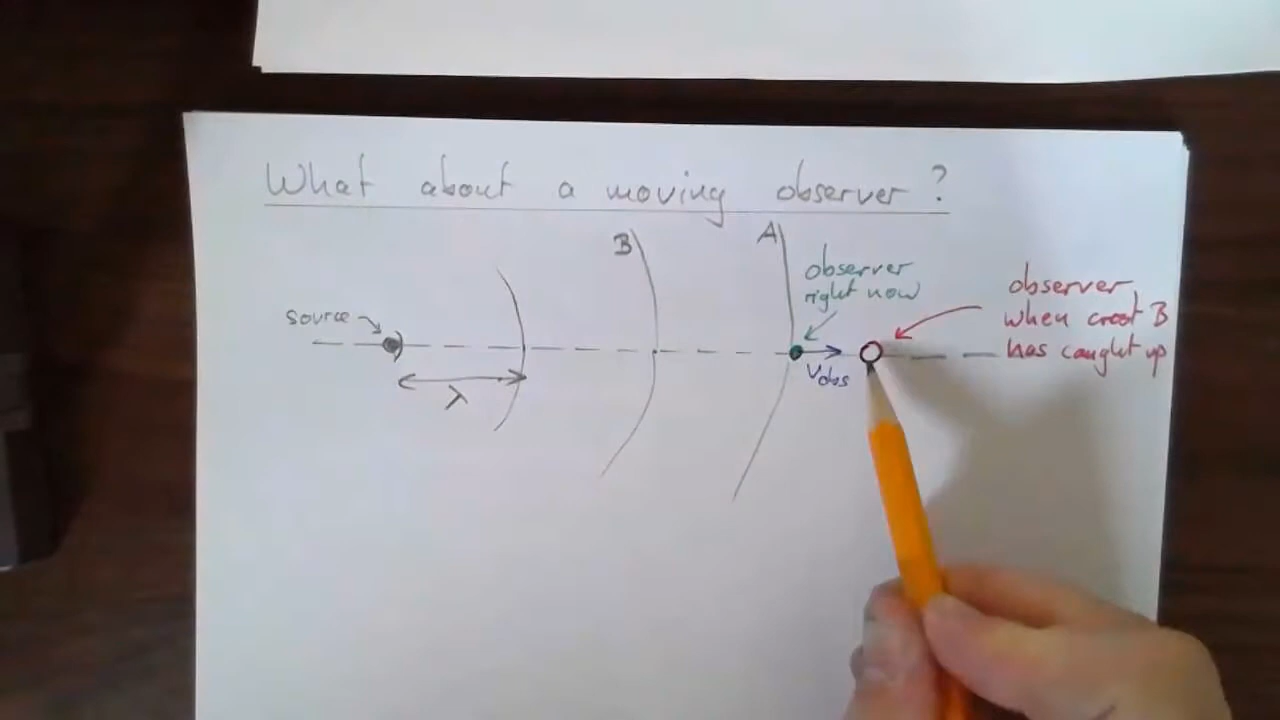 What about a moving observer?
B
A
observer
right now
source
observer
when crest B
has caught up
vobs
λ